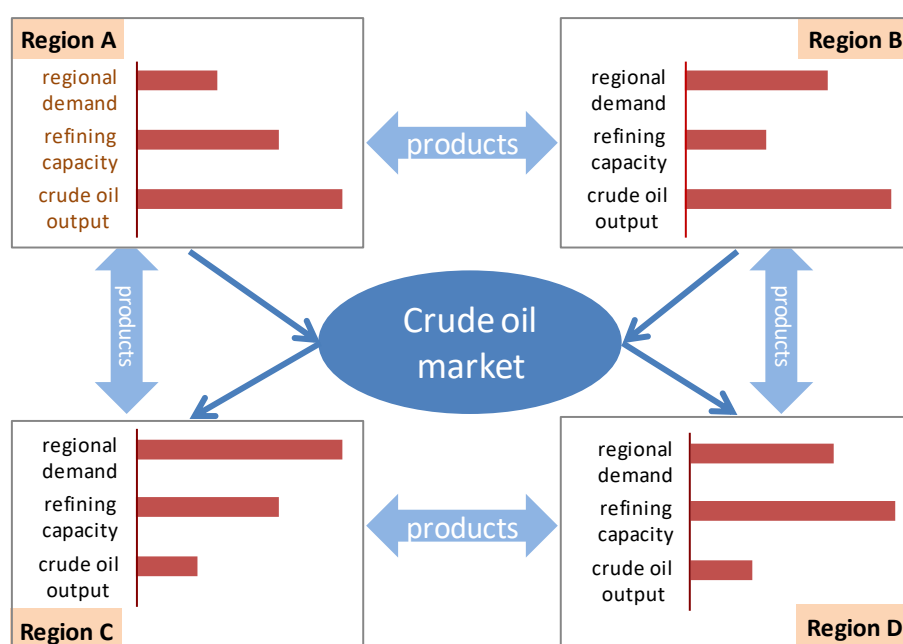 Region A
regional
demand
refining
capacity
crude oil
output
products
Region B
regional
demand
refining
capacity
crude oil
output
products
Crude oil
market
products
regional
demand
refining
capacity
crude oil
output
Region C
products
regional
demand
refining
capacity
crude oil
output
Region D